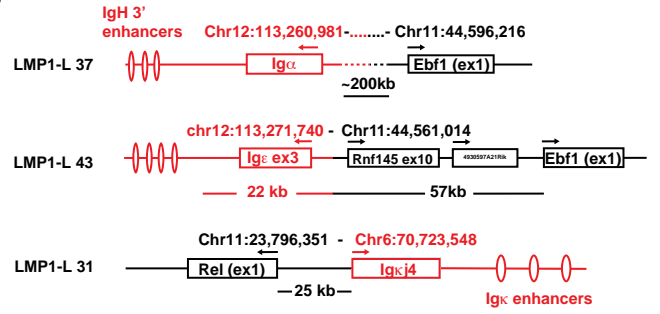 IgH 3'
enhancers
Chr12:113,260,981-........- Chr11:44,596,216
LMP1-L 37
Igα
Ebf1 (ex1)
~200kb
chr12:113,271,740 - Chr11:44,561,014
LMP1-L 43
Igε ex3
Rnf145 ex10
4930597A21Rik
Ebf1 (ex1)
22 kb
57kb
Chr11:23,796,351 - Chr6:70,723,548
LMP1-L 31
Rel (ex1)
Igκj4
25 kb
Igκ enhancers